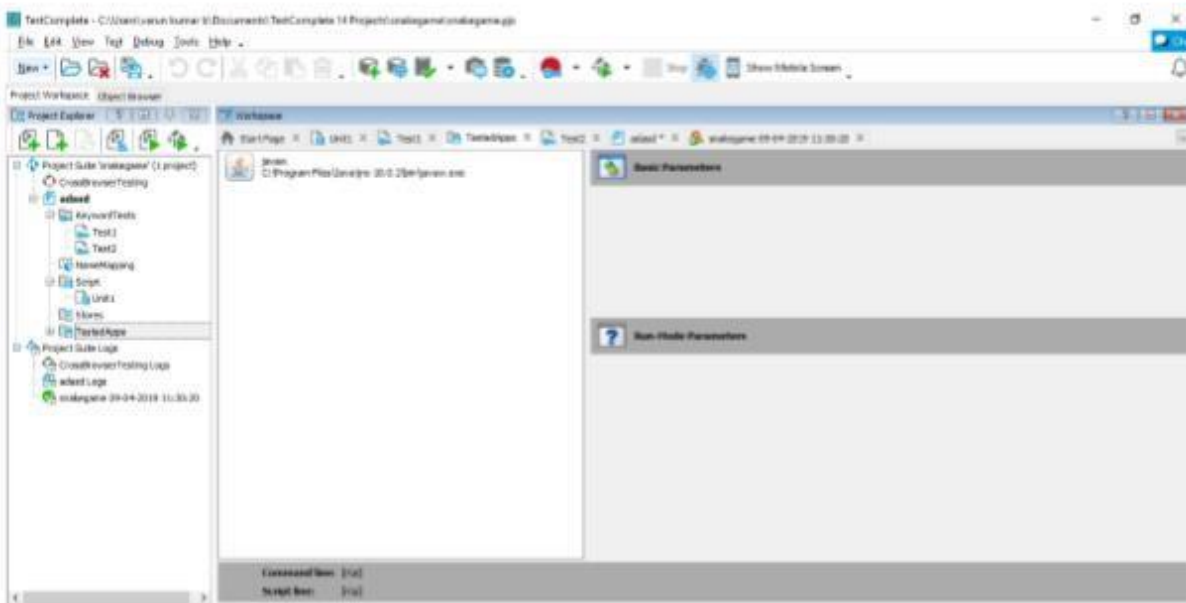 TestComplete - C:\Users\varun kumar k\Documents\TestComplete 14 Projects\snakegame\snakegame.pjs
File Edit View Test Debug Tools Help
New
Stop
Show Mobile Screen
Project Workspace Object Browser
Project Explorer
Workspace
Start Page
Unit1
Test1
TestedApps
Test2
adasd *
snakegame 09-04-2019 11:30:20
Project Suite 'snakegame' (1 project)
CrossBrowserTesting
adasd
KeywordTests
Test1
Test2
NameMapping
Script
Unit1
Stores
TestedApps
Project Suite Logs
CrossBrowserTesting Logs
adasd Logs
snakegame 09-04-2019 11:30:20
javaw
C:\Program Files\Java\jre-10.0.2\bin\javaw.exe
Basic Parameters
Run-Mode Parameters
Command line:
Script line: